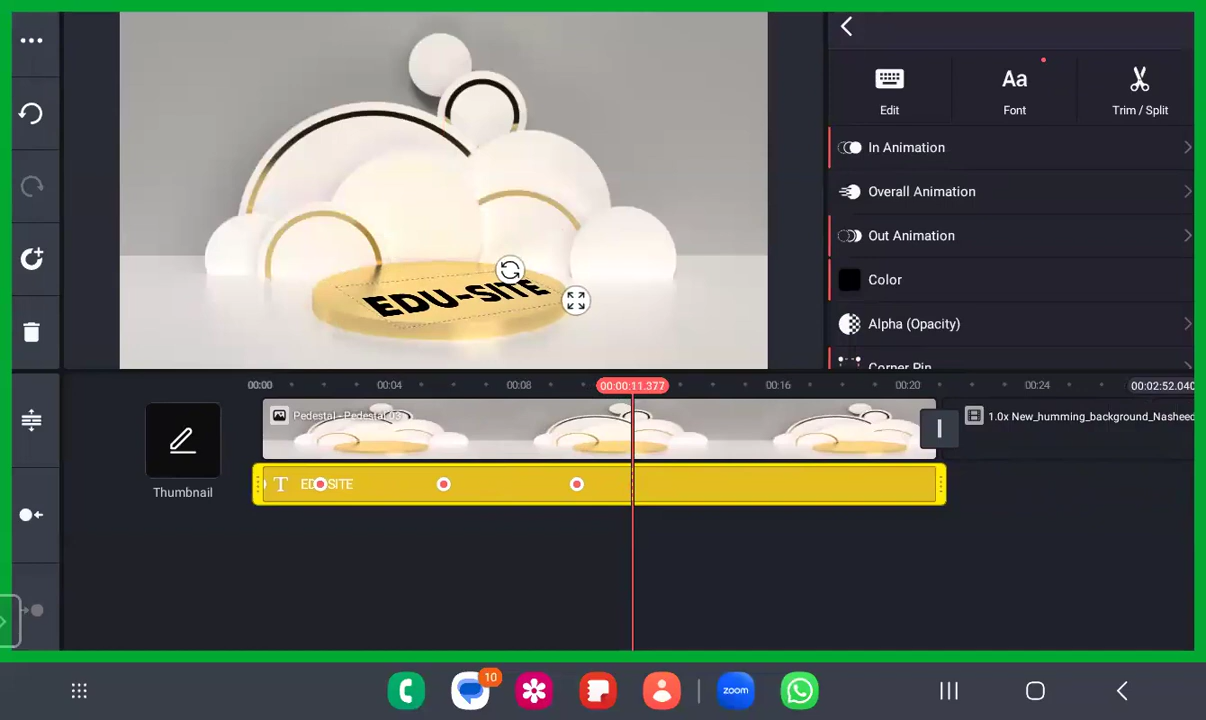 Edit
Font
Trim / Split
In Animation
Overall Animation
Out Animation
Color
Alpha (Opacity)
Corner Pin
EDU-SITE
00:00
00:04
00:08
00:00:11.377
00:16
00:20
00:24
00:02:52.040
Pedestal - Pedestal 03
1.0x New_humming_background_Nasheed
EDU-SITE
Thumbnail
10
zoom